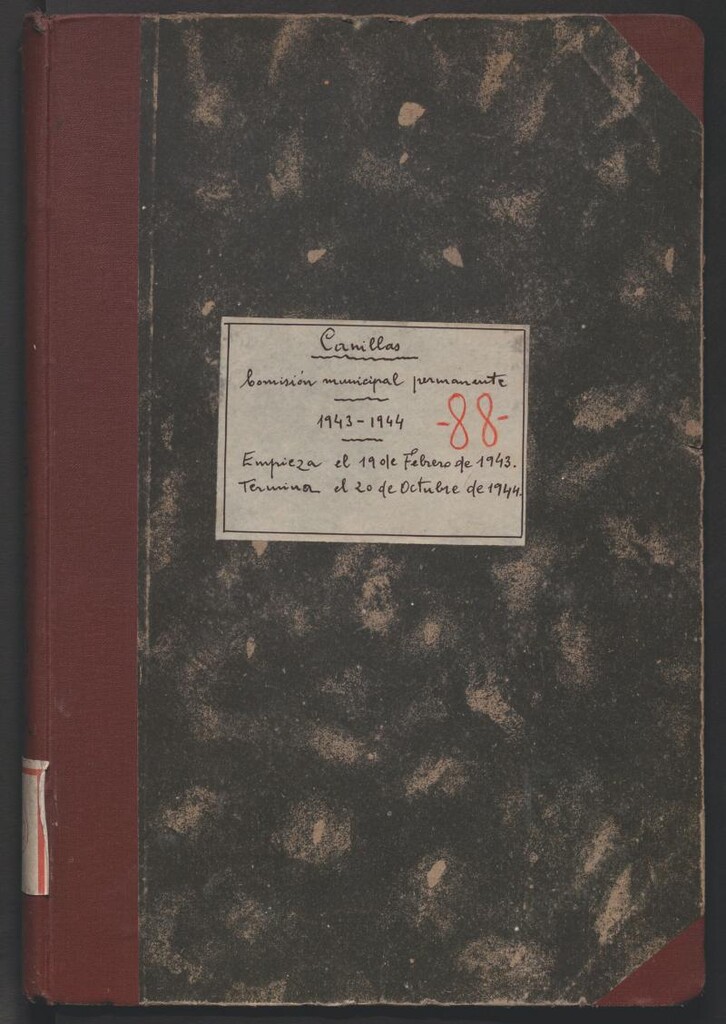 Canillas
Comisión municipal permanente
1943-1944
-88-
Empieza el 19 de Febrero de 1943.
Termina el 20 de Octubre de 1944.